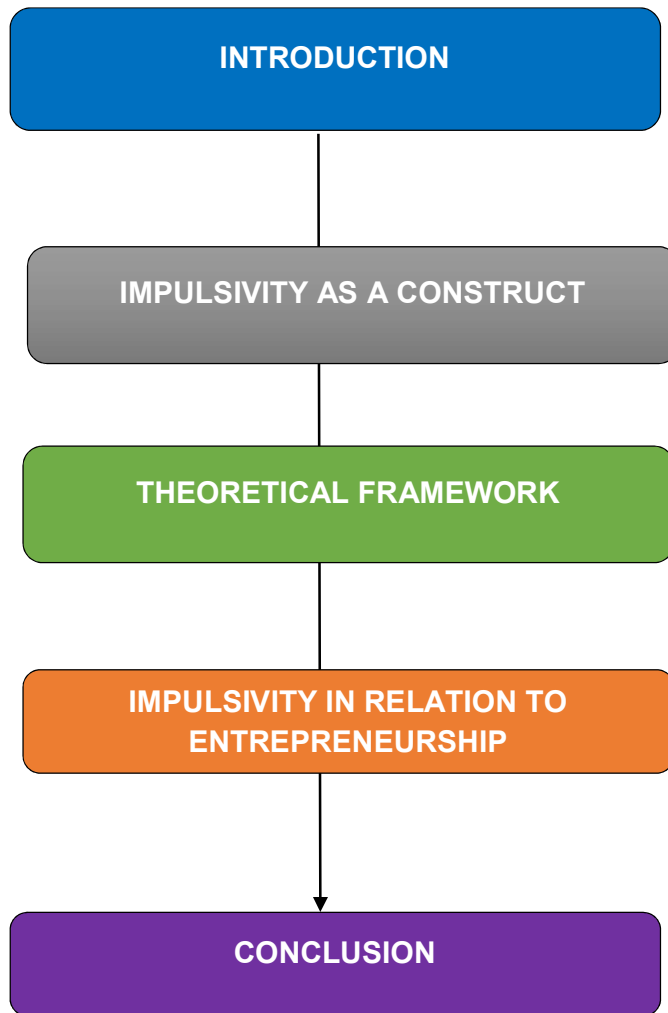 INTRODUCTION
IMPULSIVITY AS A CONSTRUCT
THEORETICAL FRAMEWORK
IMPULSIVITY IN RELATION TO
ENTREPRENEURSHIP
CONCLUSION